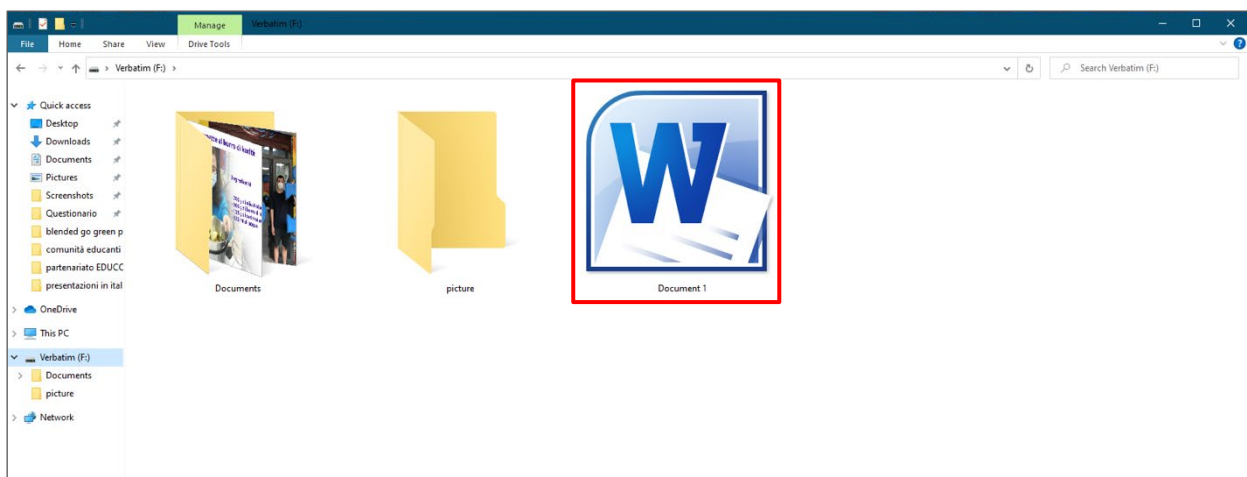 Manage
Verbatim (F:)
File Home Share View Drive Tools
Verbatim (F:)
Search Verbatim (F:)
Quick access
Desktop
Downloads
Documents
Pictures
Screenshots
Questionario
blended go green p
comunità educanti
partenariato EDUCC
presentazioni in ital
OneDrive
This PC
Verbatim (F:)
Documents
picture
Network
Documents
picture
W
Document 1